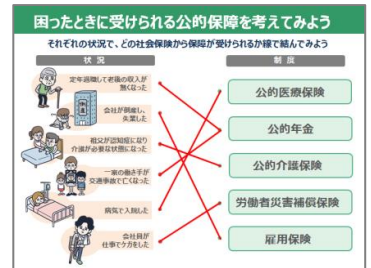 困ったときに受けられる公的保障を考えてみよう
それぞれの状況で、どの社会保険から保障が受けられるか線で結んでみよう
状況
制度
定年退職して老後の収入が
無くなった
会社が倒産し、
失業した
祖父が認知症になり
介護が必要な状態になった
一家の働き手が
交通事故で亡くなった
病気で入院した
会社員が
仕事でケガをした
公的医療保険
公的年金
公的介護保険
労働者災害補償保険
雇用保険